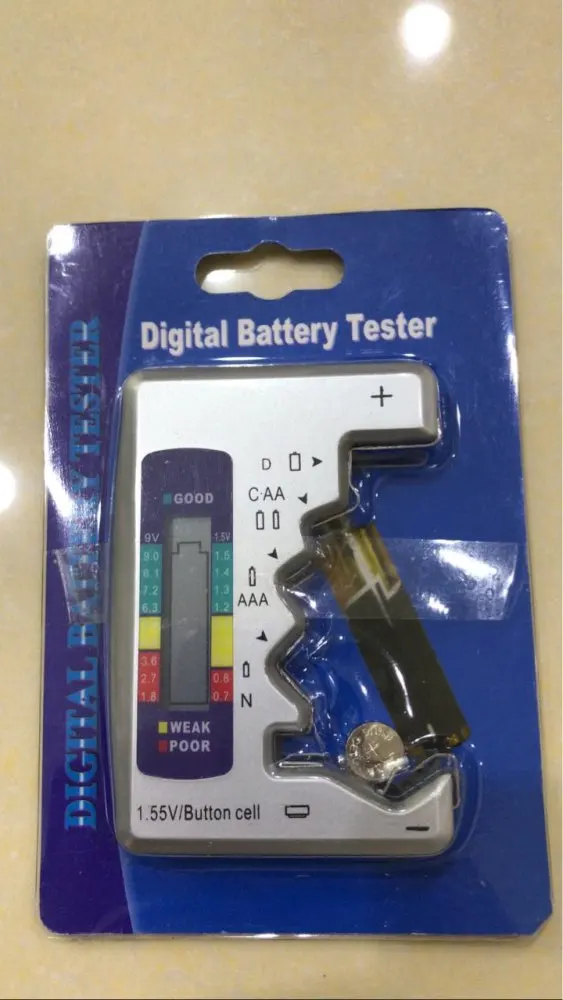 Digital Battery Tester
DIGITAL BATTERY TESTER
+
D
C·AA
AAA
N
GOOD
9V 1.5V
9.0 1.5
8.1 1.4
7.2 1.3
6.3 1.2
3.6
2.7 0.8
1.8 0.7
WEAK
POOR
1.55V/Button cell
−